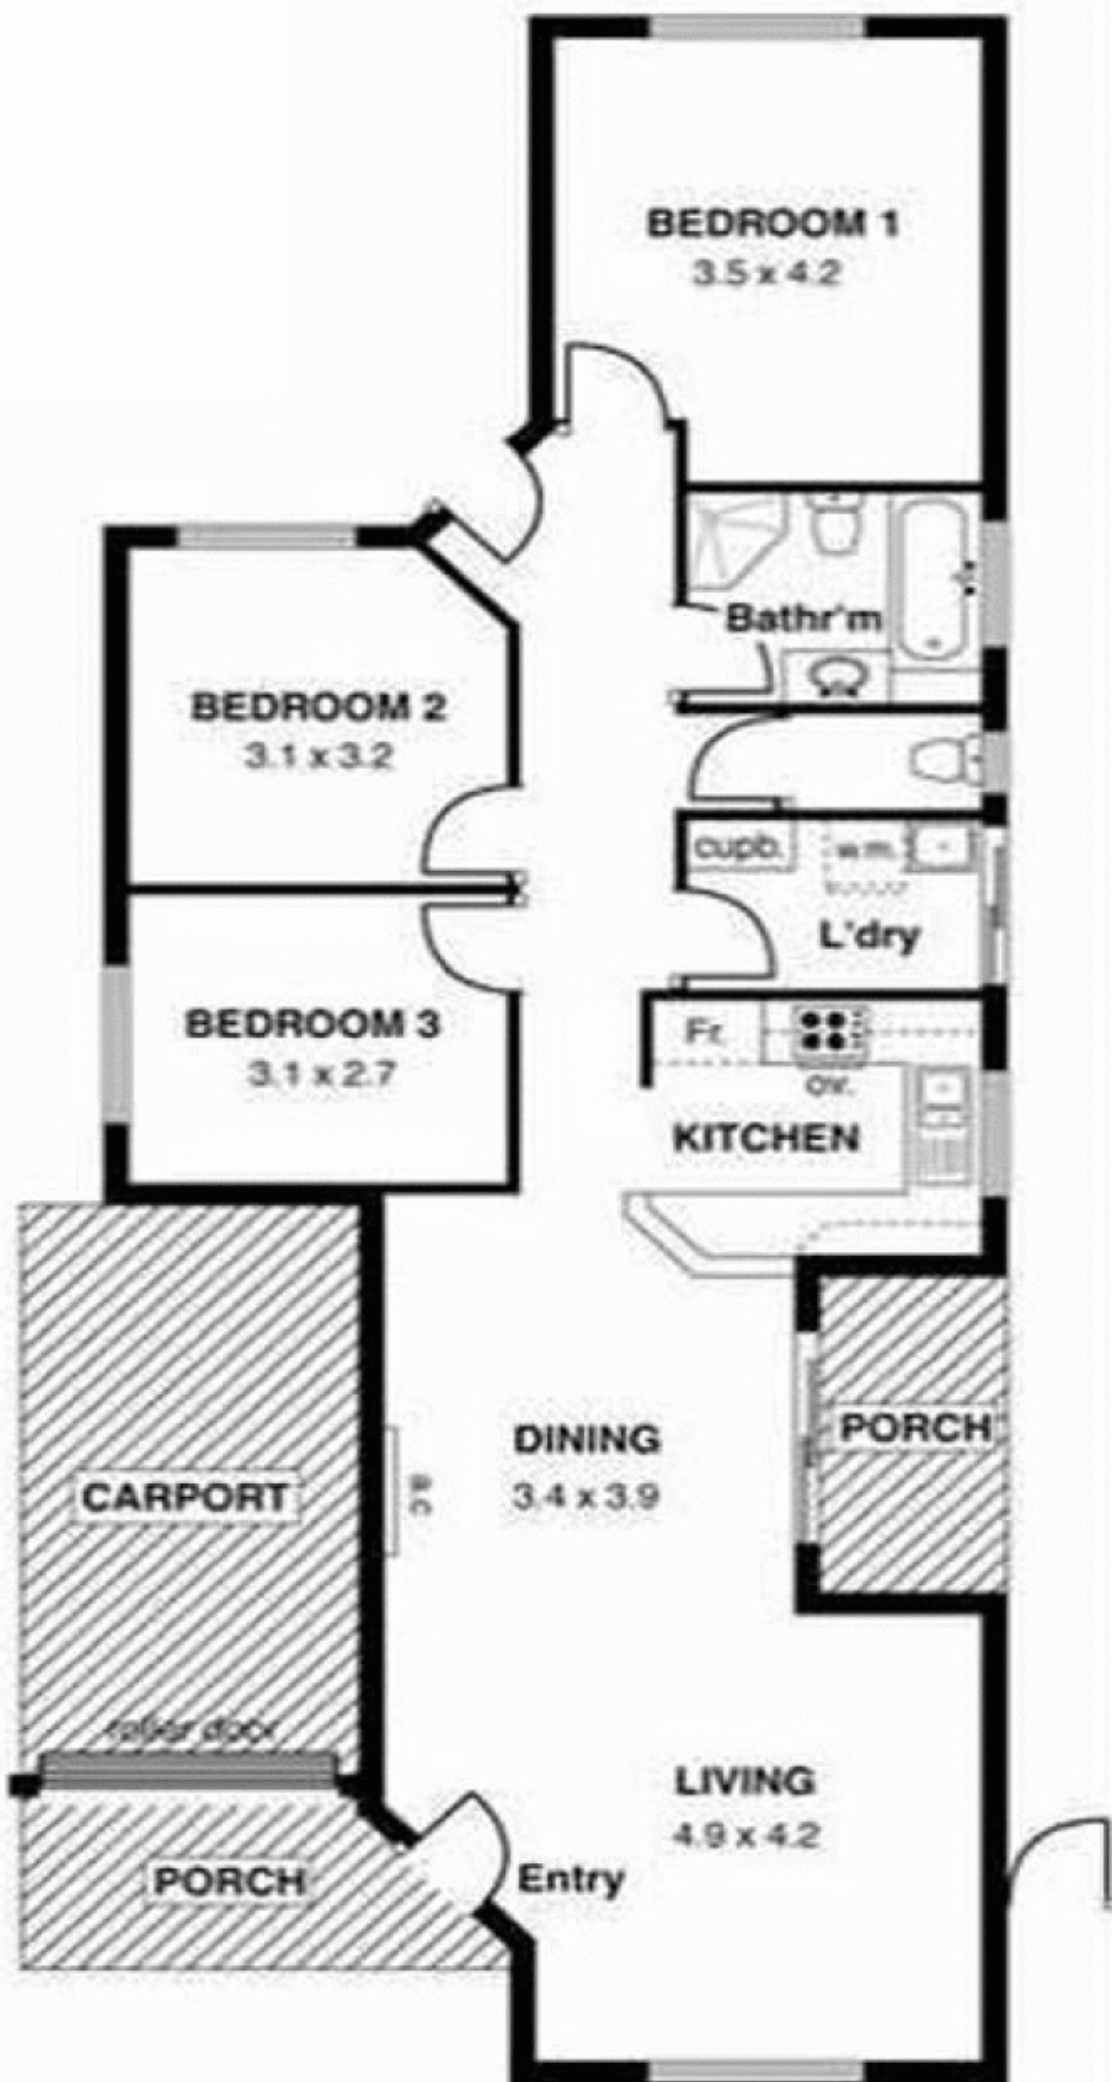 BEDROOM 1
3.5 x 4.2
Bathr'm
BEDROOM 2
3.1 x 3.2
cupb.
w.m.
L'dry
BEDROOM 3
3.1 x 2.7
Fr.
ov.
KITCHEN
DINING
3.4 x 3.9
PORCH
CARPORT
roller door
LIVING
4.9 x 4.2
PORCH
Entry